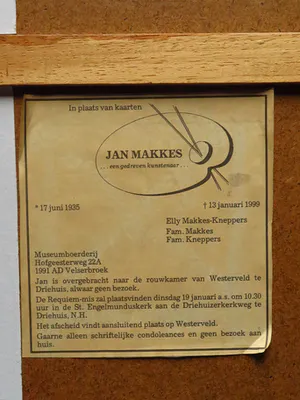 In plaats van kaarten
JAN MAKKES
... een gedreven kunstenaar ...
* 17 juni 1935
† 13 januari 1999
Elly Makkes-Kneppers
Fam. Makkes
Fam. Kneppers
Museumboerderij
Hofgeesterweg 22A
1991 AD Velserbroek
Jan is overgebracht naar de rouwkamer van Westerveld te
Driehuis, alwaar geen bezoek.
De Requiem-mis zal plaatsvinden dinsdag 19 januari a.s. om 10.30
uur in de St. Engelmunduskerk aan de Driehuizerkerkweg te
Driehuis, N.H.
Het afscheid vindt aansluitend plaats op Westerveld.
Gaarne alleen schriftelijke condoleances en geen bezoek aan
huis.